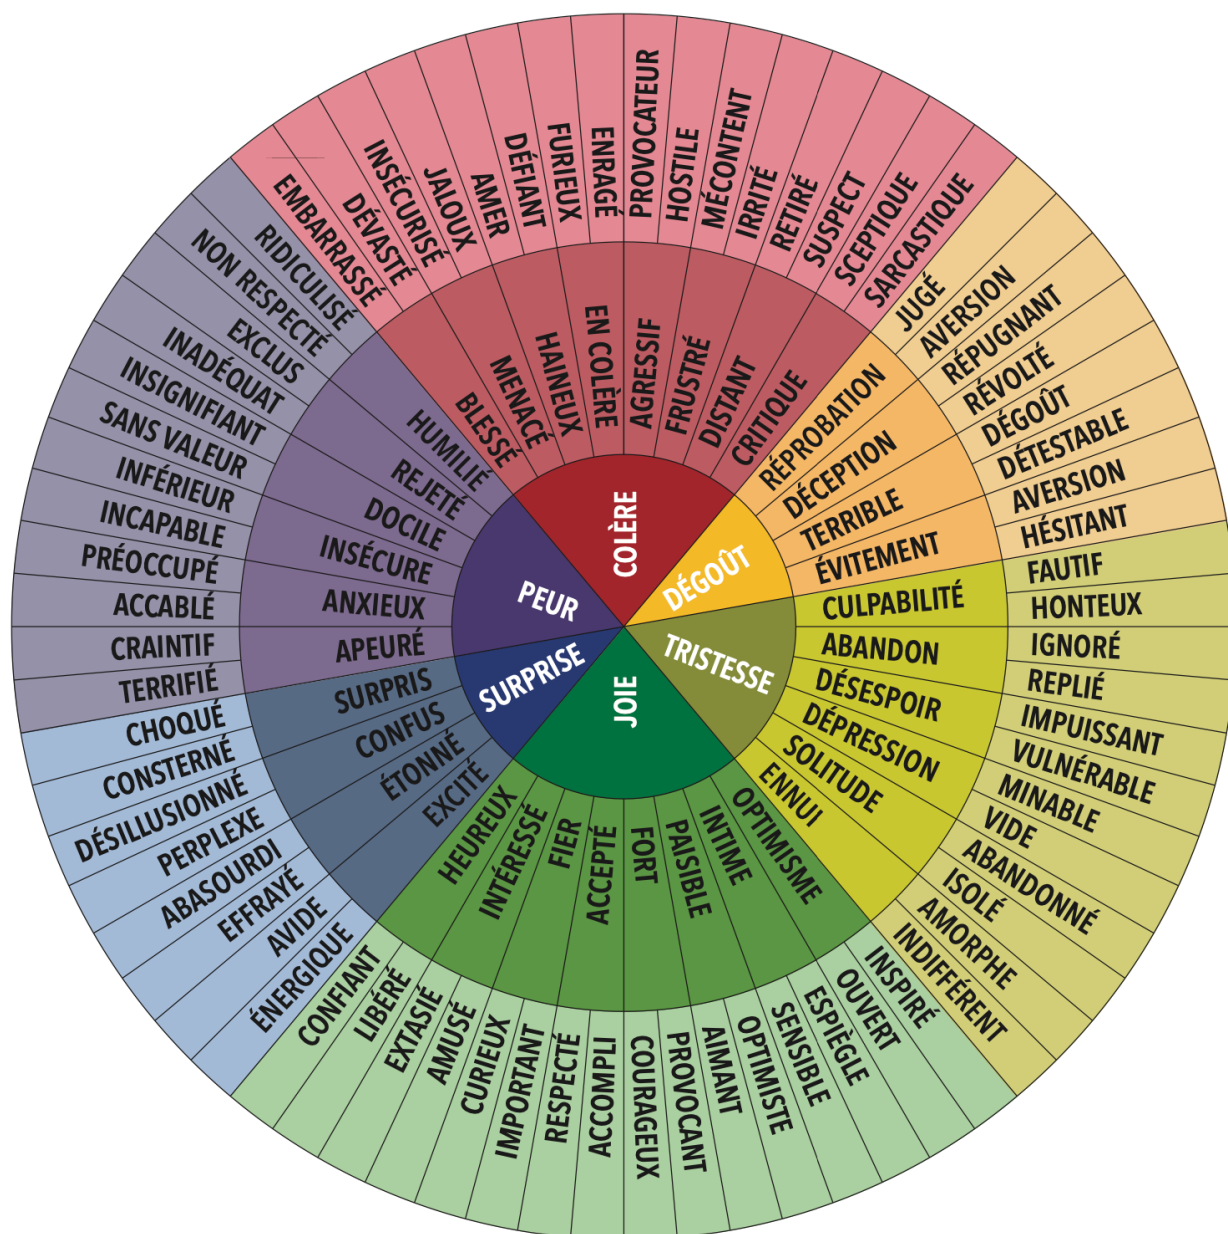 COLÈRE
DÉGOÛT
TRISTESSE
JOIE
SURPRISE
PEUR
BLESSÉ
MENACÉ
HAINEUX
EN COLÈRE
AGRESSIF
FRUSTRÉ
DISTANT
CRITIQUE
RÉPROBATION
DÉCEPTION
TERRIBLE
ÉVITEMENT
CULPABILITÉ
ABANDON
DÉSESPOIR
DÉPRESSION
SOLITUDE
ENNUI
OPTIMISME
INTIME
PAISIBLE
FORT
ACCEPTÉ
FIER
INTÉRESSÉ
HEUREUX
EXCITÉ
ÉTONNÉ
CONFUS
SURPRIS
APEURÉ
ANXIEUX
INSÉCURE
DOCILE
REJETÉ
HUMILIÉ
EMBARRASSÉ
DÉVASTÉ
INSÉCURISÉ
JALOUX
AMER
DÉFIANT
FURIEUX
ENRAGÉ
PROVOCATEUR
HOSTILE
MÉCONTENT
IRRITÉ
RETIRÉ
SUSPECT
SCEPTIQUE
SARCASTIQUE
JUGÉ
AVERSION
RÉPUGNANT
RÉVOLTÉ
DÉGOÛT
DÉTESTABLE
AVERSION
HÉSITANT
FAUTIF
HONTEUX
IGNORÉ
REPLIÉ
IMPUISSANT
VULNÉRABLE
MINABLE
VIDE
ABANDONNÉ
ISOLÉ
AMORPHE
INDIFFÉRENT
INSPIRÉ
OUVERT
ESPIÈGLE
SENSIBLE
OPTIMISTE
AIMANT
PROVOCANT
COURAGEUX
ACCOMPLI
RESPECTÉ
IMPORTANT
CURIEUX
AMUSÉ
EXTASIÉ
LIBÉRÉ
CONFIANT
ÉNERGIQUE
AVIDE
EFFRAYÉ
ABASOURDI
PERPLEXE
DÉSILLUSIONNÉ
CONSTERNÉ
CHOQUÉ
TERRIFIÉ
CRAINTIF
ACCABLÉ
PRÉOCCUPÉ
INCAPABLE
INFÉRIEUR
SANS VALEUR
INSIGNIFIANT
INADÉQUAT
EXCLUS
NON RESPECTÉ
RIDICULISÉ